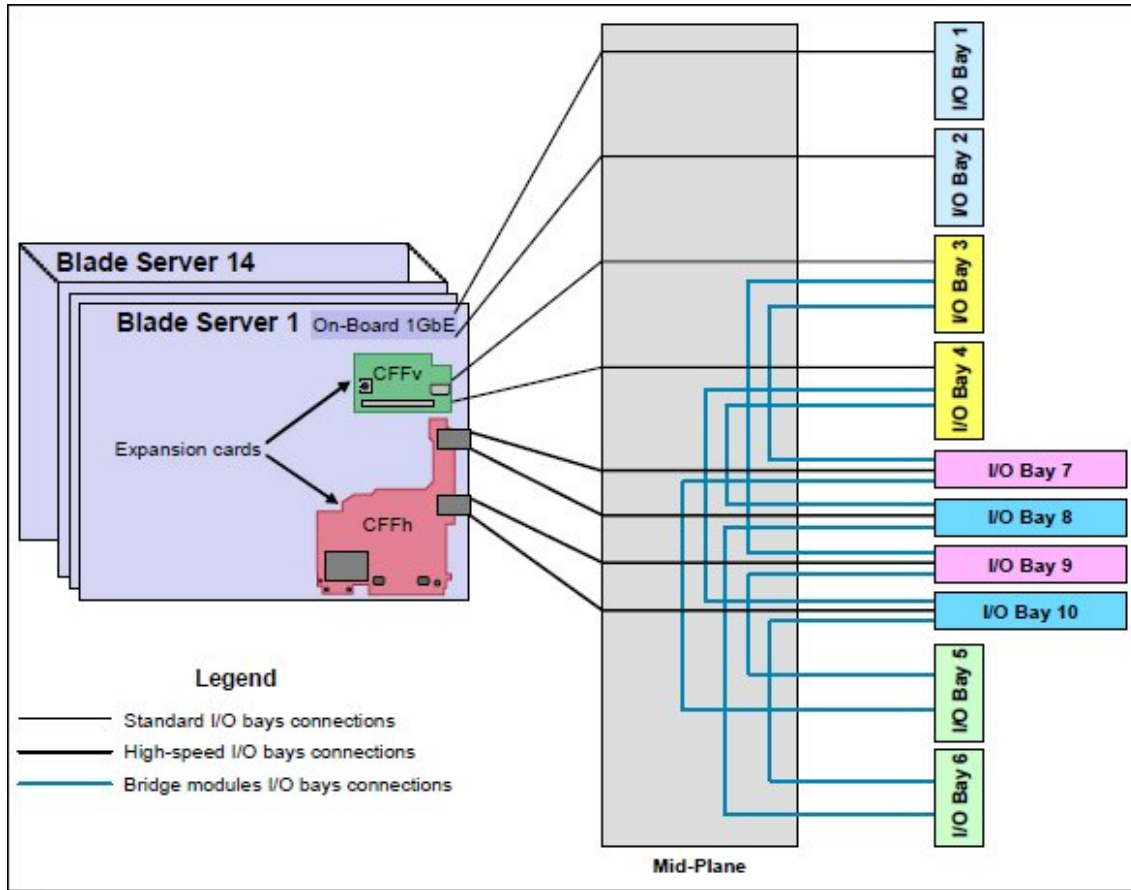 I/O Bay 1
I/O Bay 2
Blade Server 14
I/O Bay 3
Blade Server 1
On-Board 1GbE
CFFv
I/O Bay 4
Expansion cards
I/O Bay 7
CFFh
I/O Bay 8
I/O Bay 9
I/O Bay 10
I/O Bay 5
I/O Bay 6
Legend
Standard I/O bays connections
High-speed I/O bays connections
Bridge modules I/O bays connections
Mid-Plane